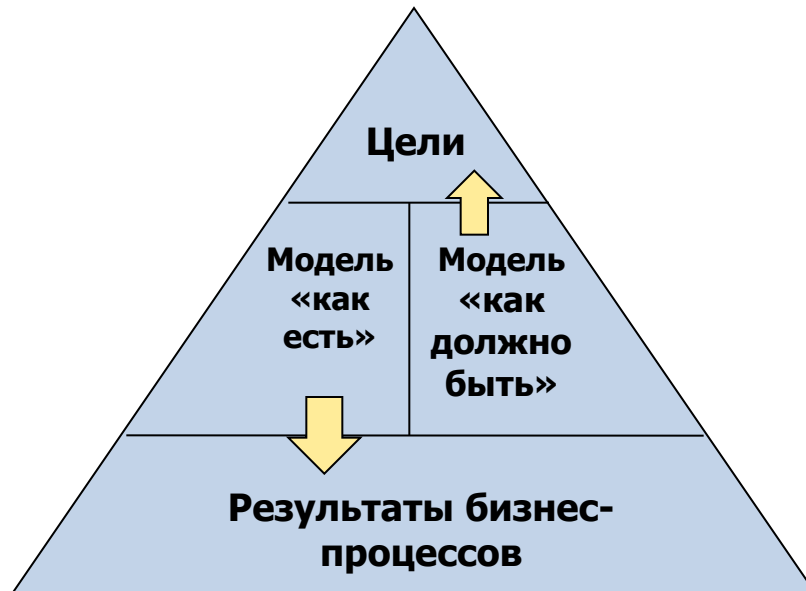 Цели
Модель
«как
есть»
Модель
«как
должно
быть»
Результаты бизнес-
процессов